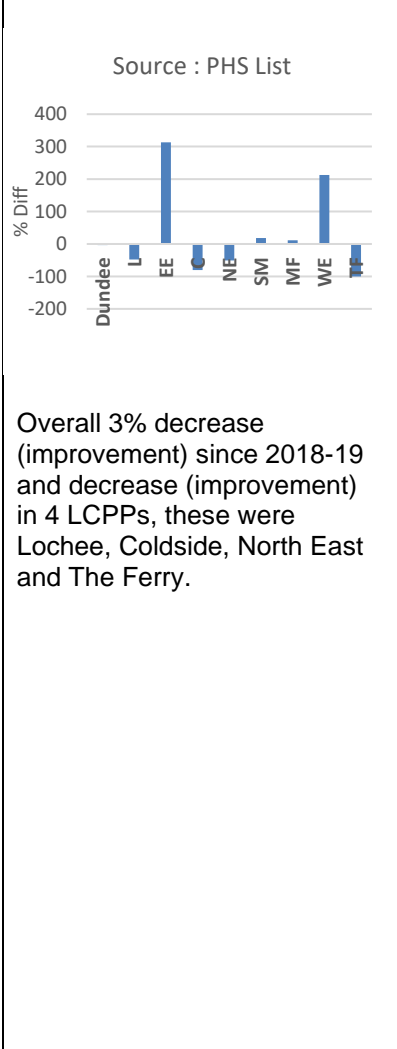 Source : PHS List
400
300
200
100
0
-100
-200
% Diff
Dundee
L
EE
C
NE
SM
MF
WE
TF
Overall 3% decrease
(improvement) since 2018-19
and decrease (improvement)
in 4 LCPPs, these were
Lochee, Coldside, North East
and The Ferry.